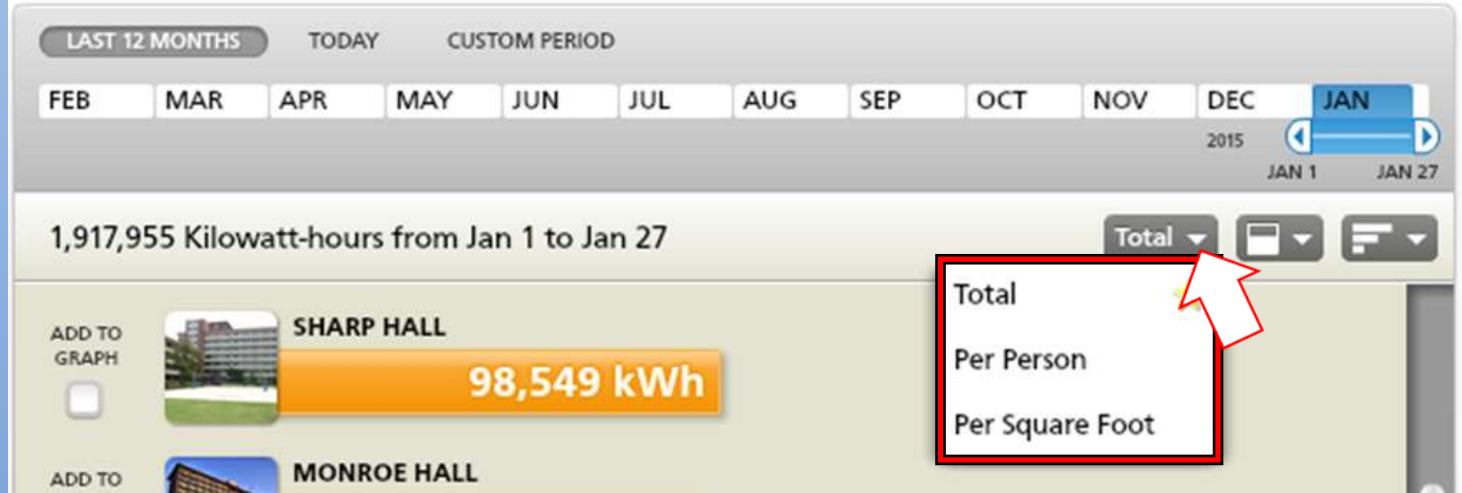 LAST 12 MONTHS TODAY CUSTOM PERIOD
FEB MAR APR MAY JUN JUL AUG SEP OCT NOV DEC JAN
2015
JAN 1 JAN 27
1,917,955 Kilowatt-hours from Jan 1 to Jan 27
Total
Total
Per Person
Per Square Foot
ADD TO
GRAPH
SHARP HALL
98,549 kWh
ADD TO
MONROE HALL